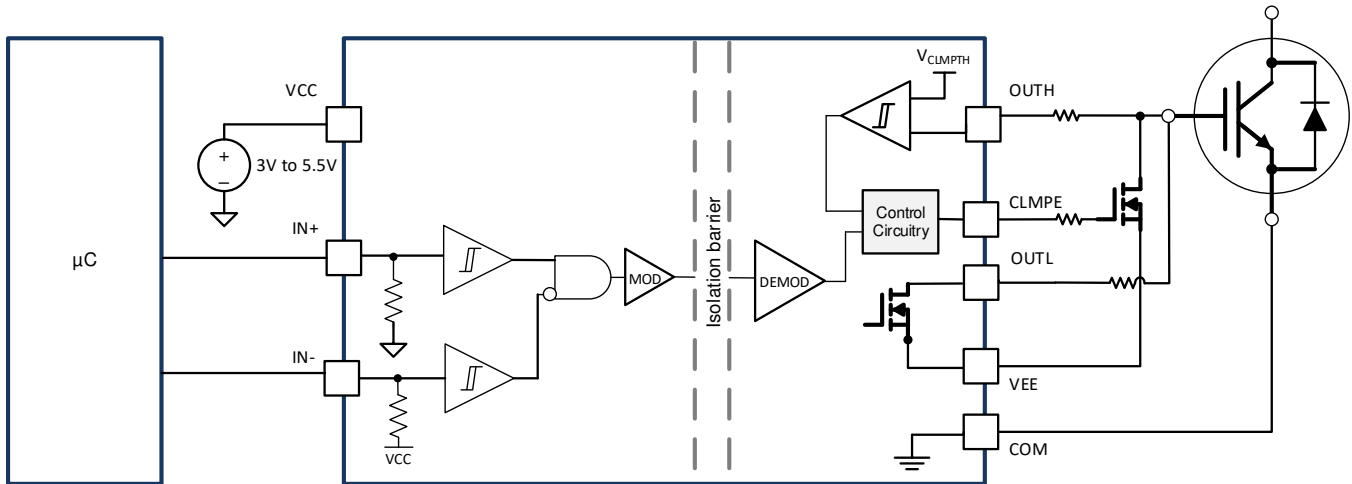 µC
VCC
+
−
3V to 5.5V
IN+
IN-
VCC
MOD
Isolation barrier
DEMOD
VCLMPTH
Control
Circuitry
OUTH
CLMPE
OUTL
VEE
COM